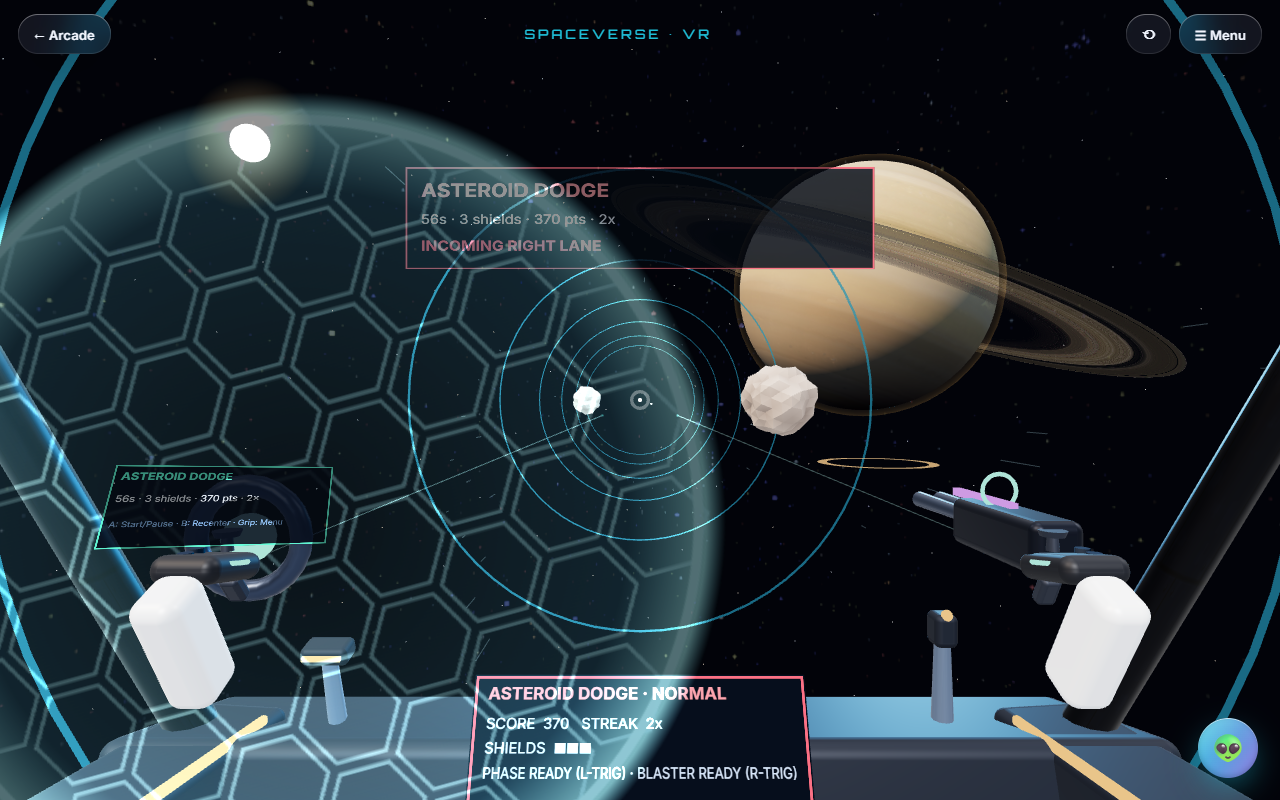 ← Arcade
SPACEVERSE · VR
☰ Menu
ASTEROID DODGE
56s · 3 shields · 370 pts · 2x
INCOMING RIGHT LANE
ASTEROID DODGE
56s · 3 shields · 370 pts · 2x
A: Start/Pause · B: Recenter · Grip: Menu
ASTEROID DODGE · NORMAL
SCORE 370 STREAK 2x
SHIELDS ■■■
PHASE READY (L-TRIG) · BLASTER READY (R-TRIG)